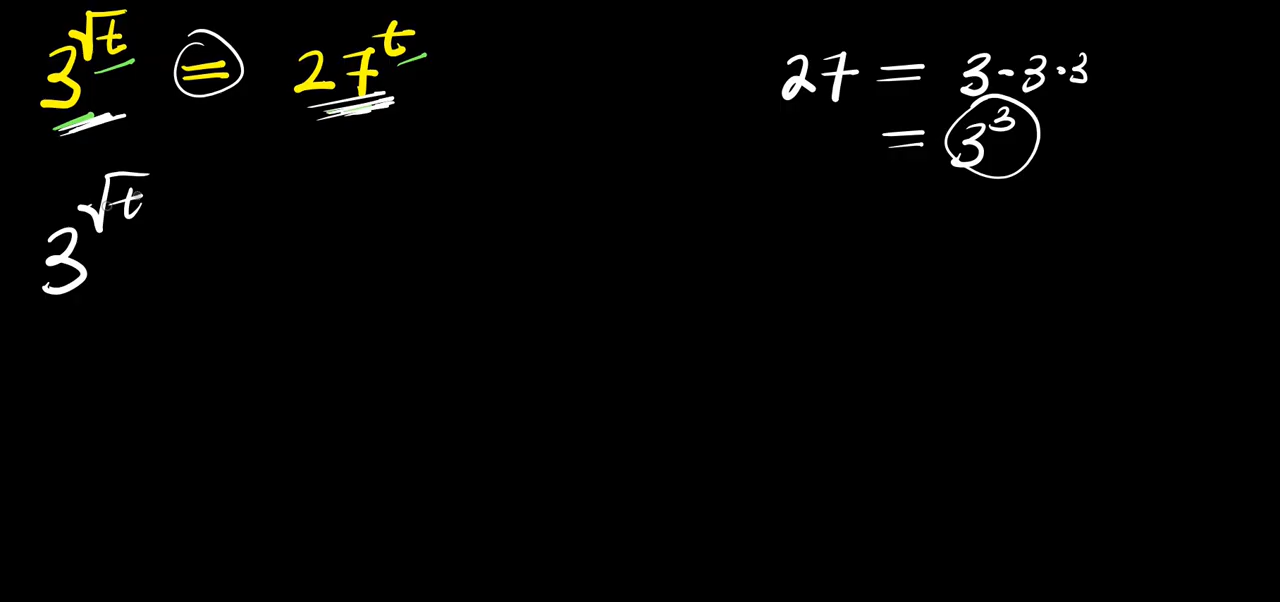 3^√t = 27^t
27 = 3 · 3 · 3
= 3^3
3^√t